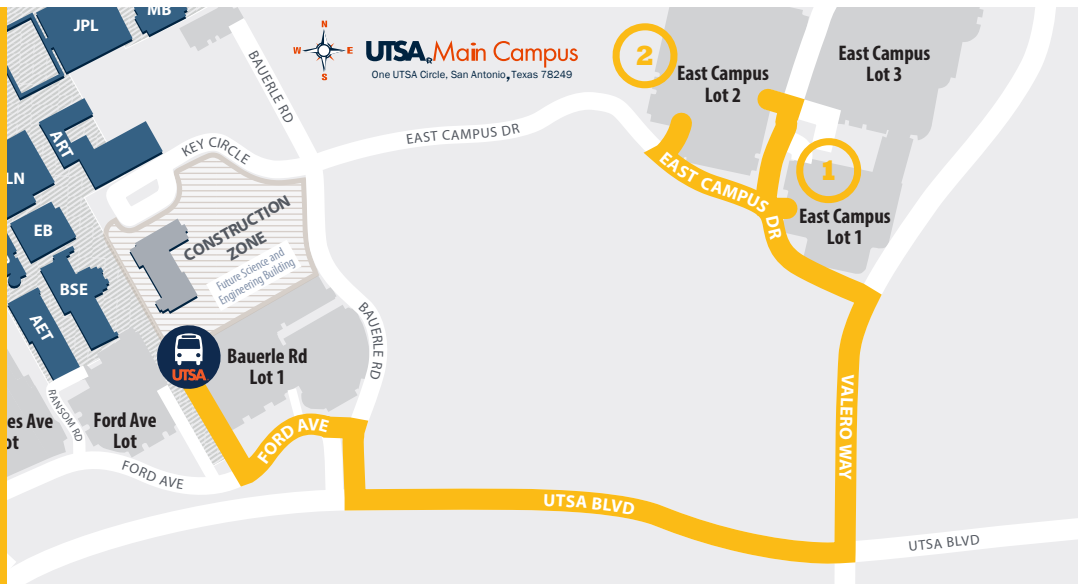 JPL
MB
N
W
E
S
UTSA® Main Campus
One UTSA Circle, San Antonio, Texas 78249
BAUERLE RD
2
East Campus
Lot 2
East Campus
Lot 3
ART
KEY CIRCLE
EAST CAMPUS DR
EAST CAMPUS DR
1
East Campus
Lot 1
LN
EB
BSE
AET
CONSTRUCTION
ZONE
Future Science and
Engineering Building
BAUERLE RD
UTSA
Bauerle Rd
Lot 1
RANSOM RD
es Ave
ot
Ford Ave
Lot
FORD AVE
FORD AVE
VALERO WAY
UTSA BLVD
UTSA BLVD